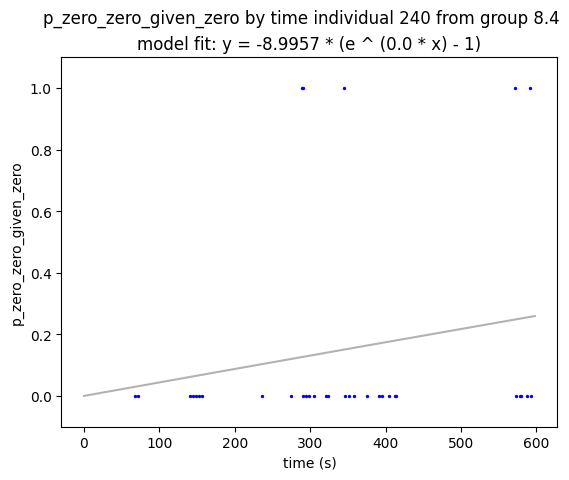 p_zero_zero_given_zero by time individual 240 from group 8.4
model fit: y = -8.9957 * (e ^ (0.0 * x) - 1)
p_zero_zero_given_zero
1.0
0.8
0.6
0.4
0.2
0.0
0 100 200 300 400 500 600
time (s)